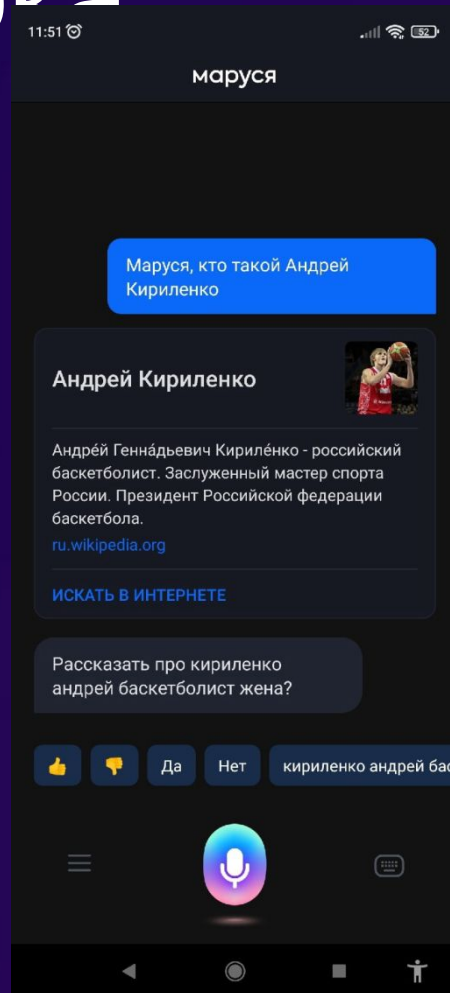 11:51
52
маруся
Маруся, кто такой Андрей
Кириленко
Андрей Кириленко
Андре́й Генна́дьевич Кириле́нко - российский
баскетболист. Заслуженный мастер спорта
России. Президент Российской федерации
баскетбола.
ru.wikipedia.org
ИСКАТЬ В ИНТЕРНЕТЕ
Рассказать про кириленко
андрей баскетболист жена?
Да
Нет
кириленко андрей бас